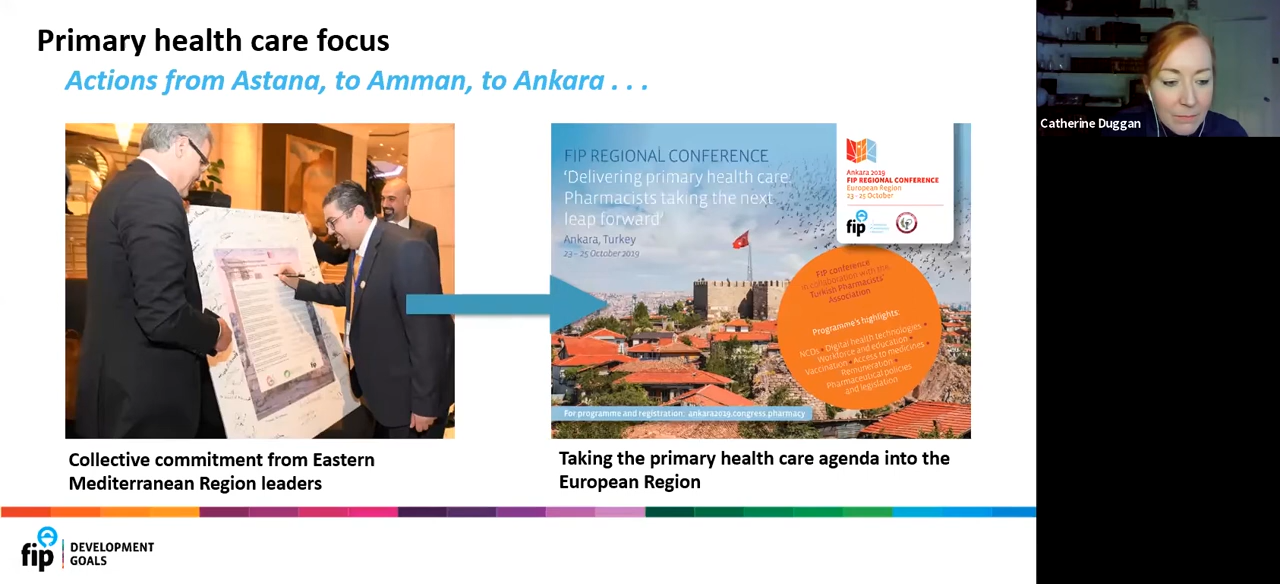 Primary health care focus
Actions from Astana, to Amman, to Ankara . . .
FIP REGIONAL CONFERENCE
'Delivering primary health care.
Pharmacists taking the next
leap forward'
Ankara, Turkey
23 - 25 October 2019
Ankara 2019
FIP REGIONAL CONFERENCE
European Region
23 - 25 October
fip
FIP conference
in collaboration with the
Turkish Pharmacists'
Association
Programme's highlights:
NCDs • Digital health technologies •
Workforce and education •
Vaccination • Access to medicines •
Remuneration •
Pharmaceutical policies
and legislation
For programme and registration: ankara2019.congress.pharmacy
Collective commitment from Eastern
Mediterranean Region leaders
Taking the primary health care agenda into the
European Region
fip
DEVELOPMENT
GOALS
Catherine Duggan